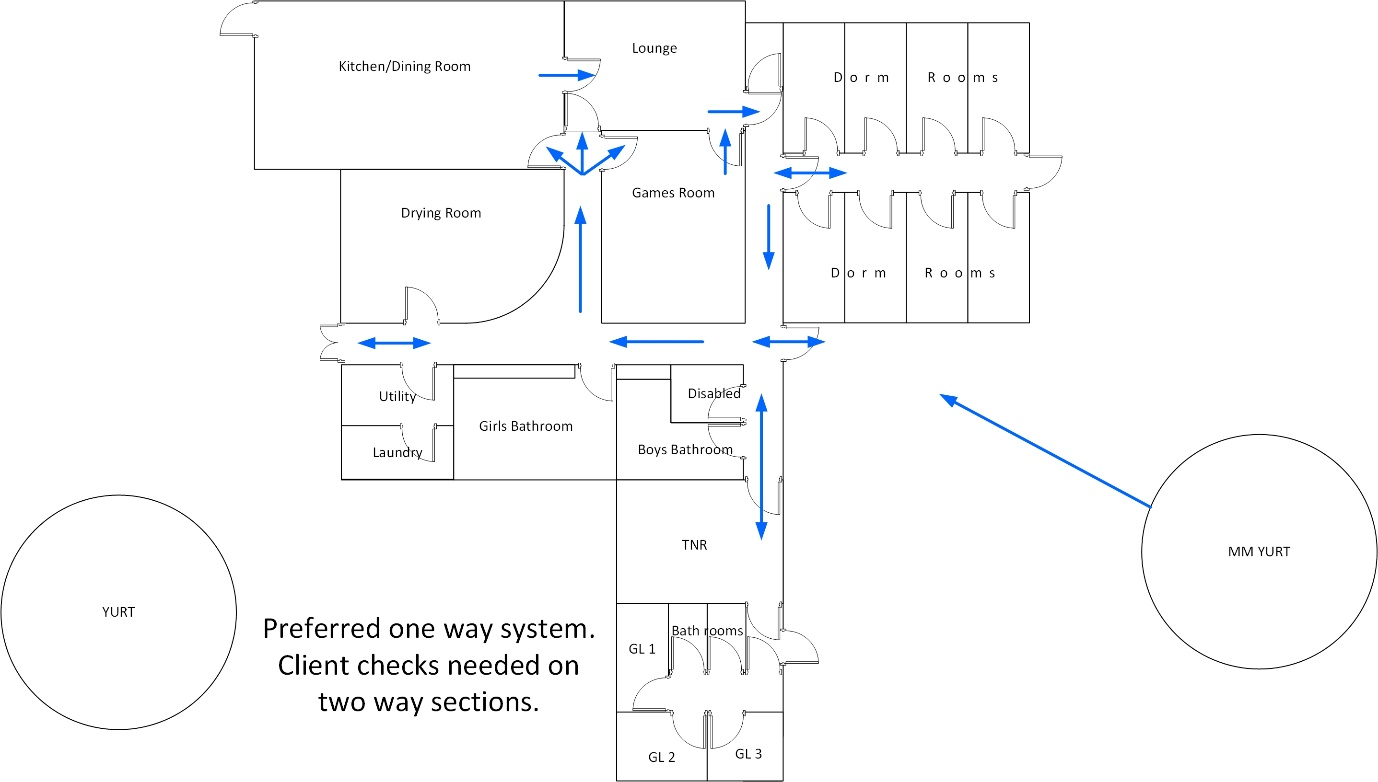 Lounge
Kitchen/Dining Room
Dorm Rooms
Games Room
Drying Room
Dorm Rooms
Disabled
Utility
Girls Bathroom
Boys Bathroom
Laundry
TNR
MM YURT
YURT
Preferred one way system.
Client checks needed on
two way sections.
Bath rooms
GL 1
GL 2
GL 3